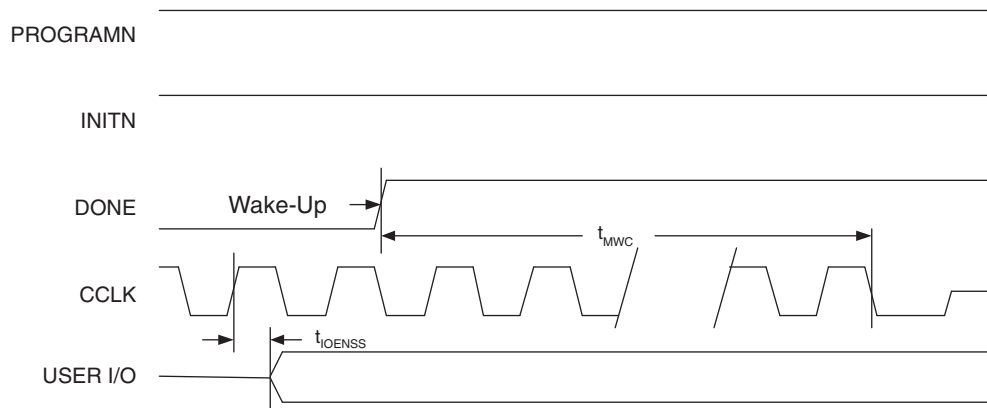 PROGRAMN
INITN
DONE
Wake-Up
tMWC
CCLK
tIOENSS
USER I/O